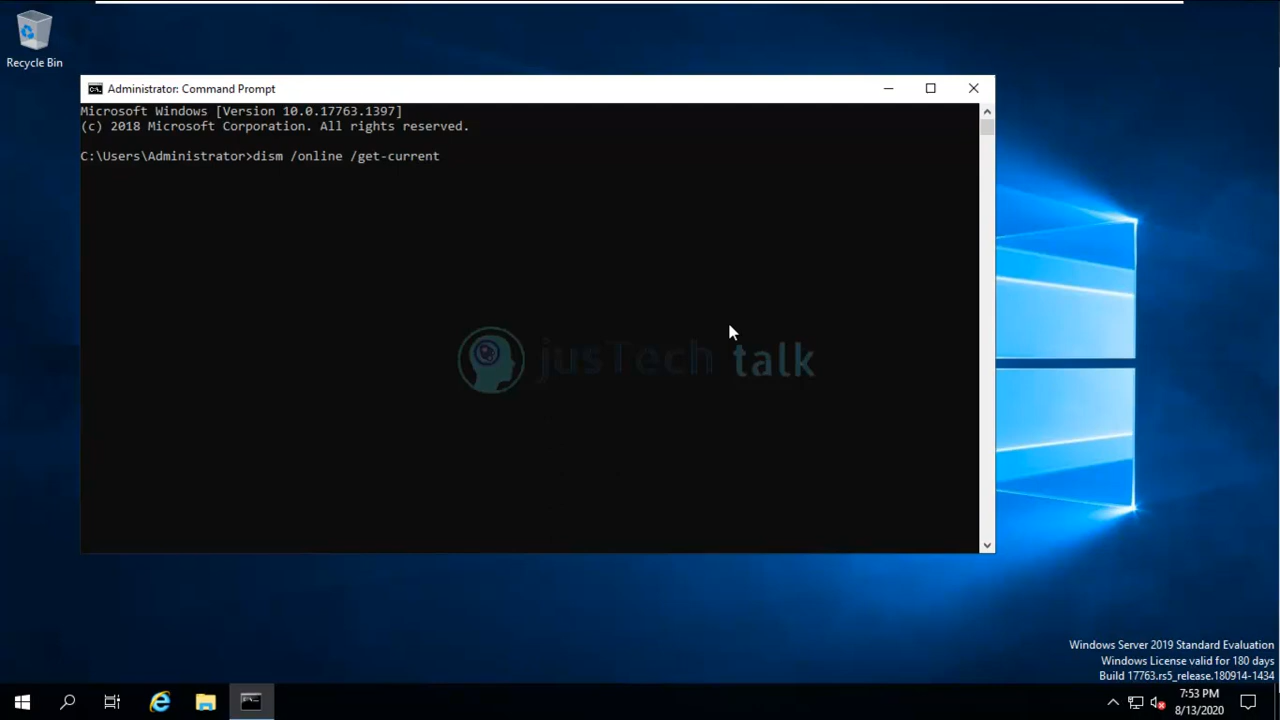 Recycle Bin
Administrator: Command Prompt
Microsoft Windows [Version 10.0.17763.1397]
(c) 2018 Microsoft Corporation. All rights reserved.
C:\Users\Administrator>dism /online /get-current
jusTech talk
Windows Server 2019 Standard Evaluation
Windows License valid for 180 days
Build 17763.rs5_release.180914-1434
7:53 PM
8/13/2020